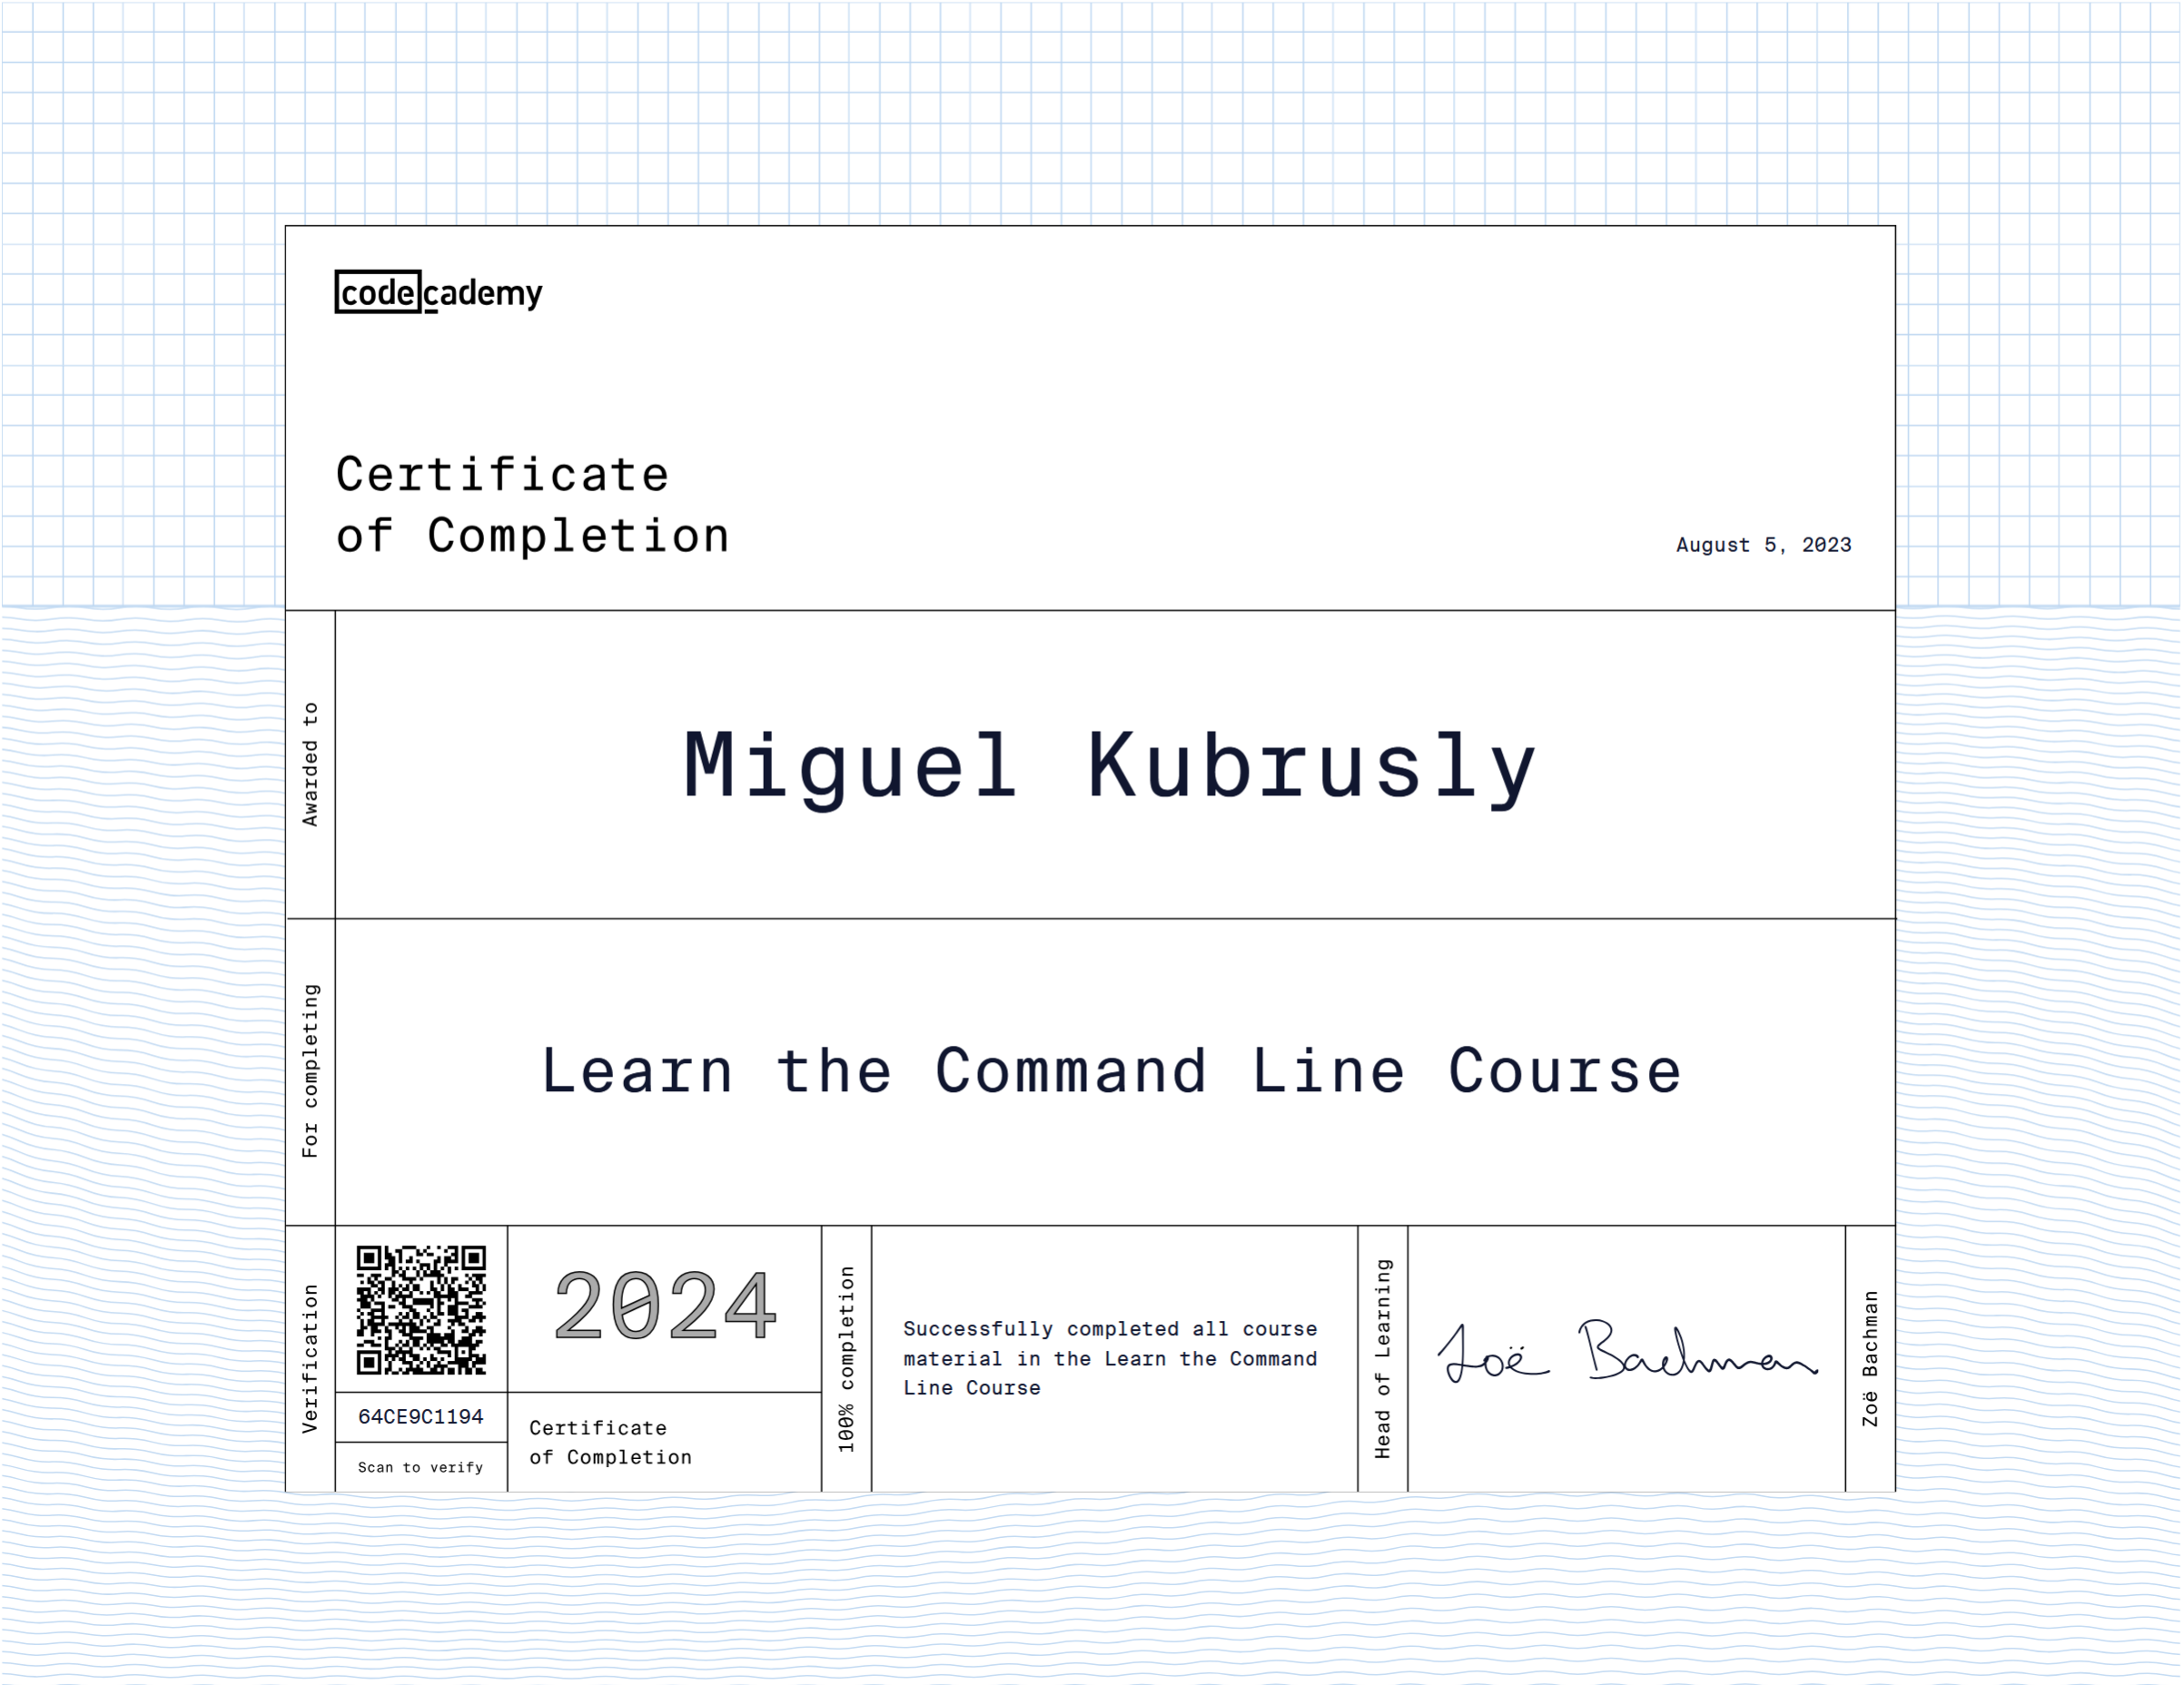 codecademy
Certificate
of Completion
August 5, 2023
Awarded to
Miguel Kubrusly
For completing
Learn the Command Line Course
Verification
64CE9C1194
Scan to verify
2024
Certificate
of Completion
100% completion
Successfully completed all course
material in the Learn the Command
Line Course
Head of Learning
Zoë Bachman
Zoë Bachman